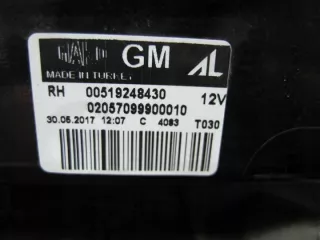 GM AL
MADE IN TURKEY
RH 00519248430 12V
02057099900010
30.05.2017 12:07 C 4083 T030